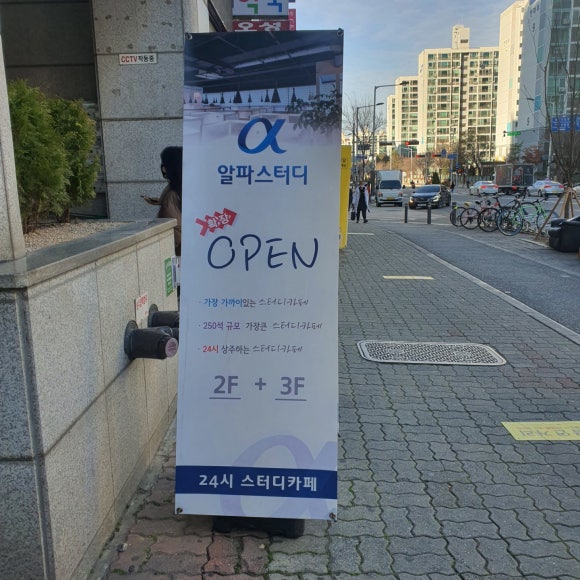 CCTV작동중
α
알파스터디
확장
OPEN
· 가장 가까이있는 스터디카페
· 250석 규모 가장큰 스터디카페
· 24시 상주하는 스터디카페
2F + 3F
24시 스터디카페